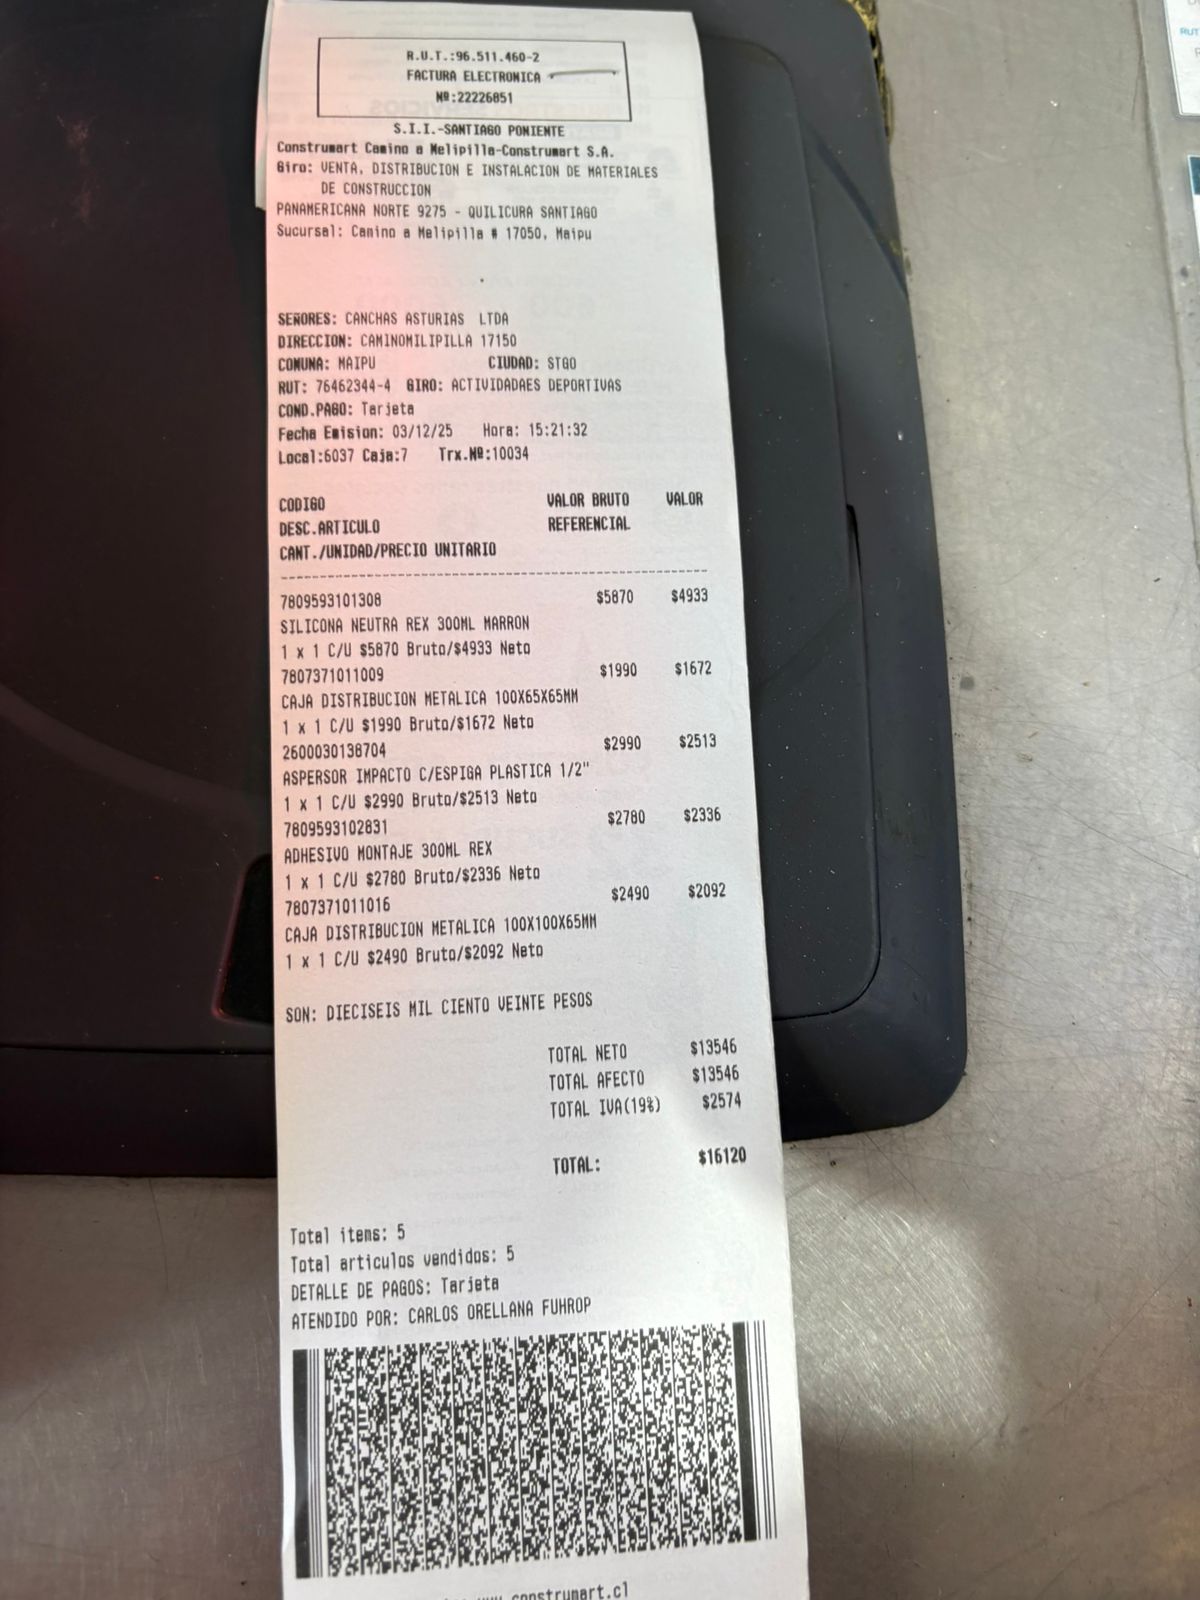 R.U.T.:96.511.460-2
FACTURA ELECTRONICA
Nº:22226851
S.I.I.-SANTIAGO PONIENTE
Construmart Camino a Melipilla-Construmart S.A.
Giro: VENTA, DISTRIBUCION E INSTALACION DE MATERIALES
DE CONSTRUCCION
PANAMERICANA NORTE 9275 - QUILICURA SANTIAGO
Sucursal: Camino a Melipilla # 17050, Maipu
SEÑORES: CANCHAS ASTURIAS LTDA
DIRECCION: CAMINOMILIPILLA 17150
COMUNA: MAIPU CIUDAD: STGO
RUT: 76462344-4 GIRO: ACTIVIDADAES DEPORTIVAS
COND.PAGO: Tarjeta
Fecha Emision: 03/12/25 Hora: 15:21:32
Local:6037 Caja:7 Trx.Nº:10034
CODIGO VALOR BRUTO VALOR
DESC.ARTICULO REFERENCIAL
CANT./UNIDAD/PRECIO UNITARIO
7809593101308 $5870 $4933
SILICONA NEUTRA REX 300ML MARRON
1 x 1 C/U $5870 Bruto/$4933 Neto
7807371011009 $1990 $1672
CAJA DISTRIBUCION METALICA 100X65X65MM
1 x 1 C/U $1990 Bruto/$1672 Neto
2600030138704 $2990 $2513
ASPERSOR IMPACTO C/ESPIGA PLASTICA 1/2"
1 x 1 C/U $2990 Bruto/$2513 Neto
7809593102831 $2780 $2336
ADHESIVO MONTAJE 300ML REX
1 x 1 C/U $2780 Bruto/$2336 Neto
7807371011016 $2490 $2092
CAJA DISTRIBUCION METALICA 100X100X65MM
1 x 1 C/U $2490 Bruto/$2092 Neto
SON: DIECISEIS MIL CIENTO VEINTE PESOS
TOTAL NETO $13546
TOTAL AFECTO $13546
TOTAL IVA(19%) $2574
TOTAL: $16120
Total items: 5
Total articulos vendidos: 5
DETALLE DE PAGOS: Tarjeta
ATENDIDO POR: CARLOS ORELLANA FUHROP
www.construmart.cl
RUT